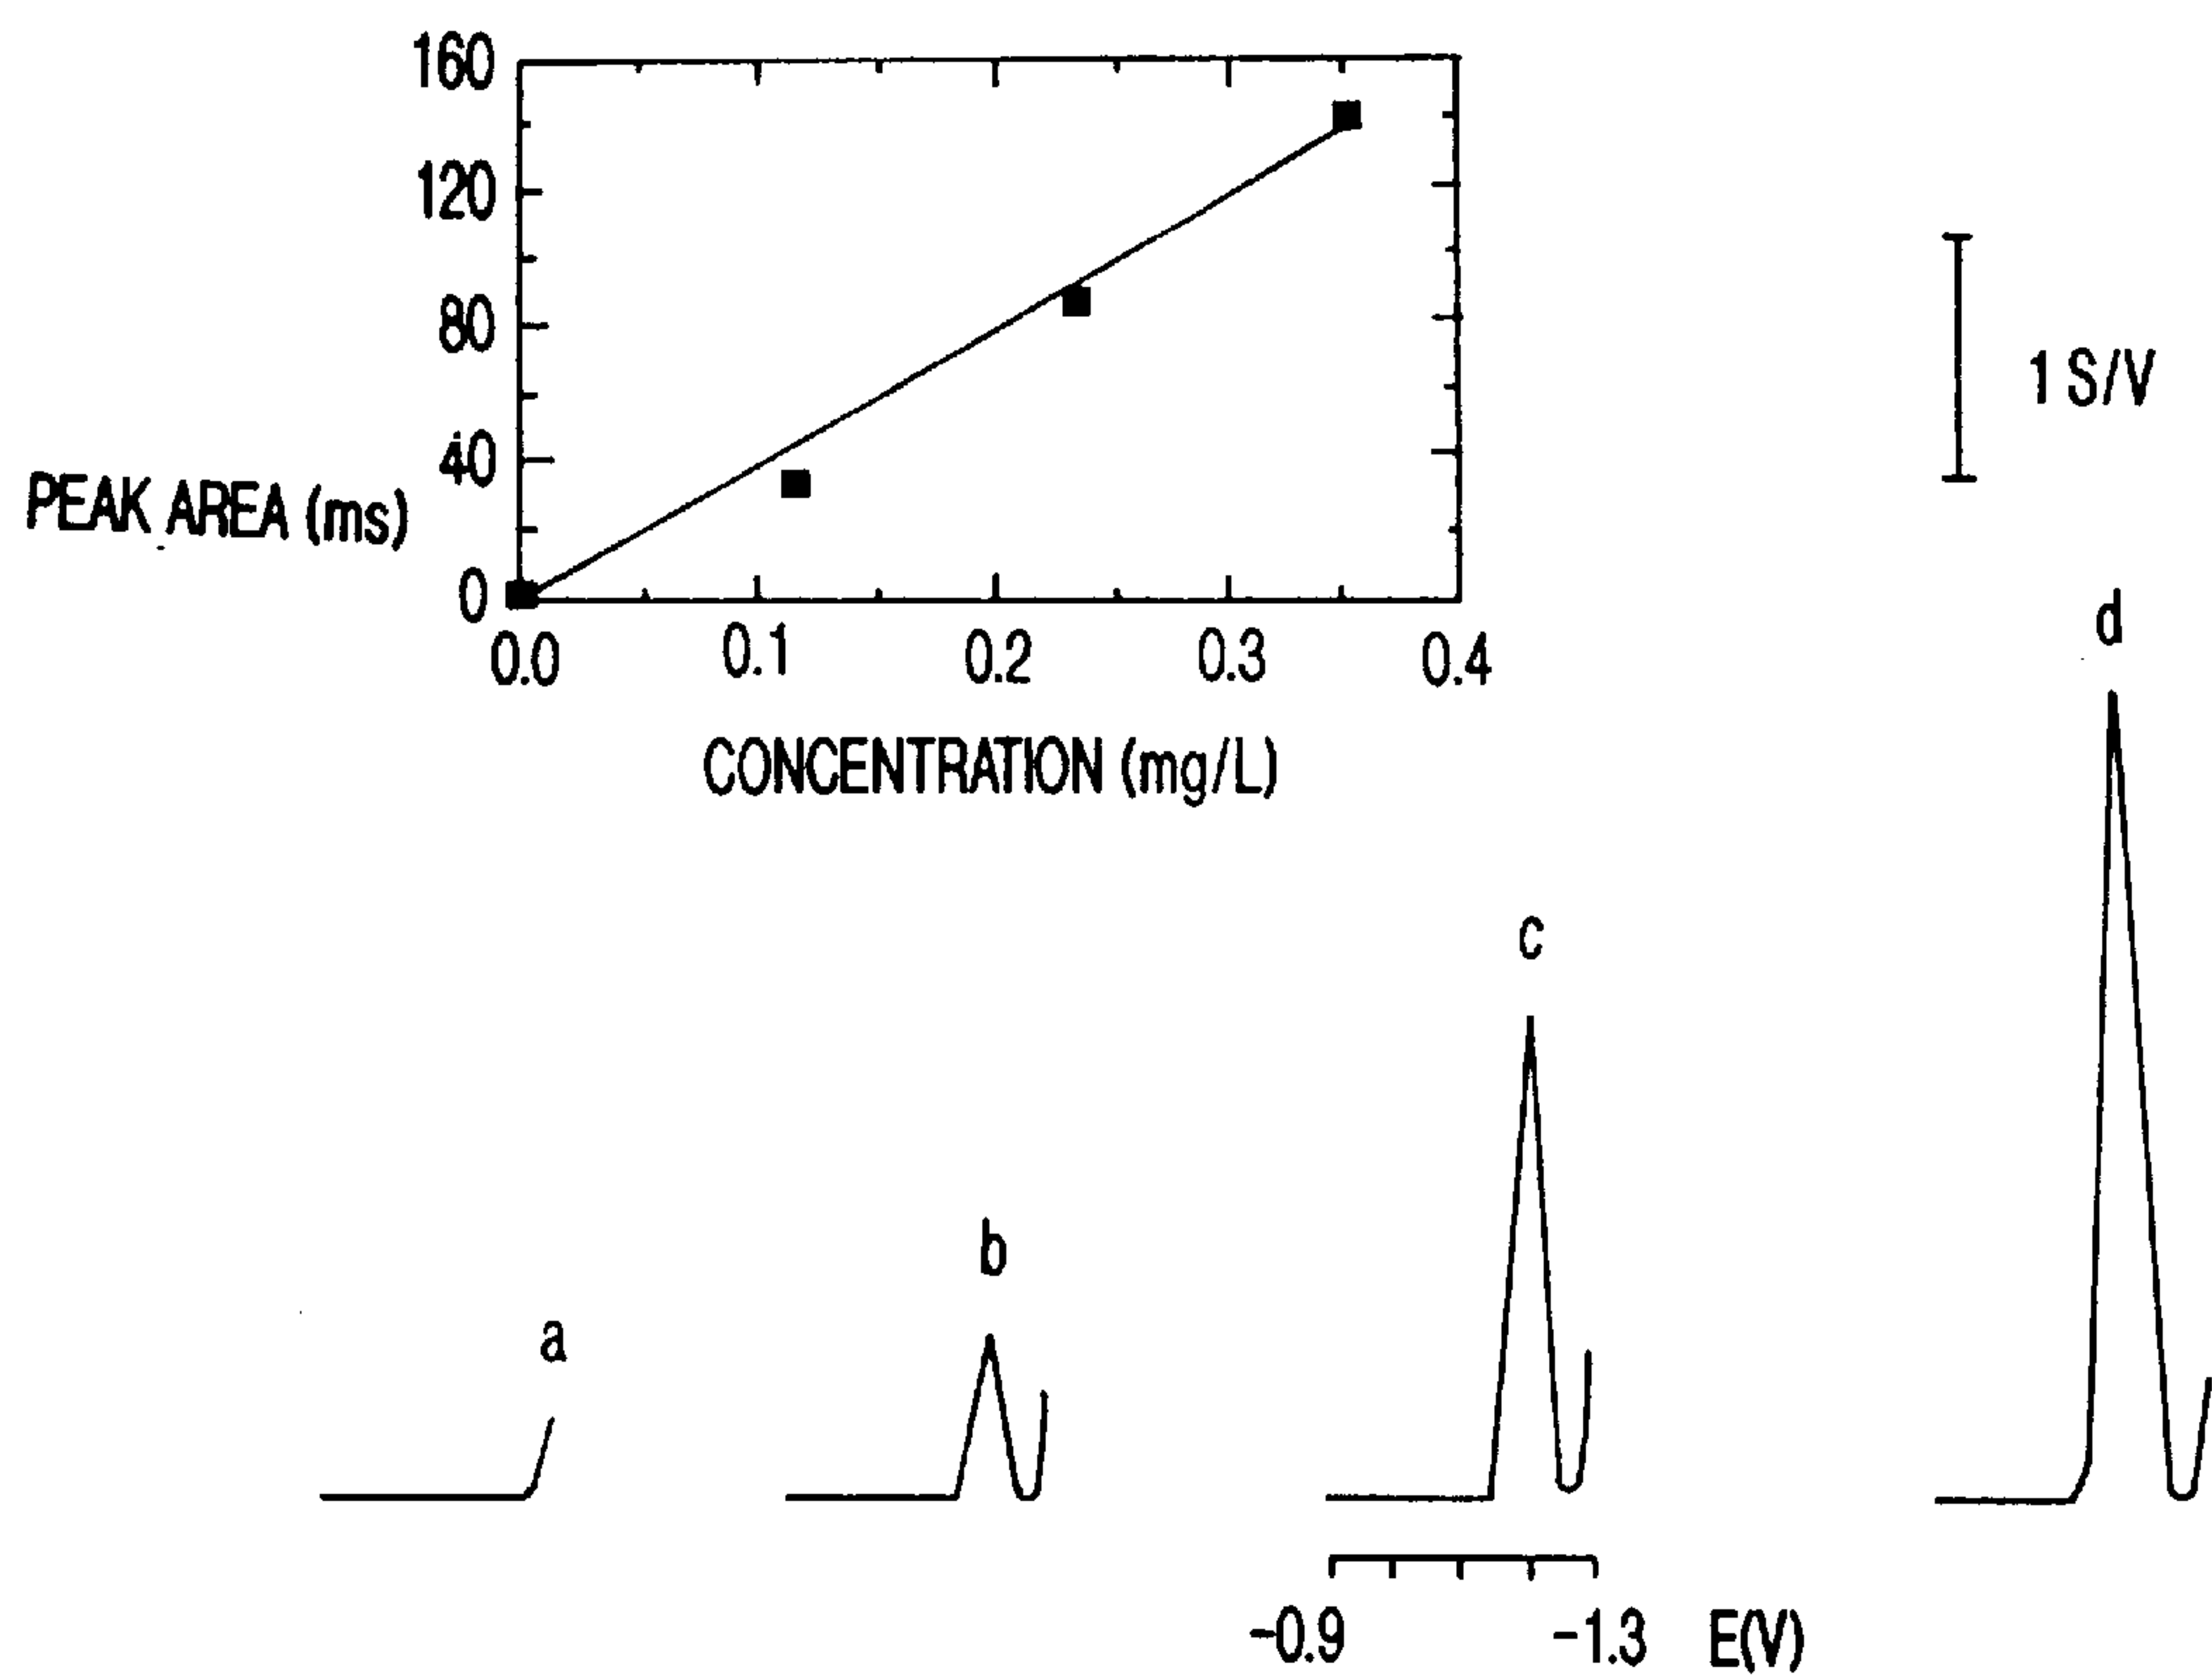 160
120
80
40
0
PEAK AREA (ms)
0.0 0.1 0.2 0.3 0.4
CONCENTRATION (mg/L)
1 S/V
a
b
c
d
-0.9 -1.3 E(V)